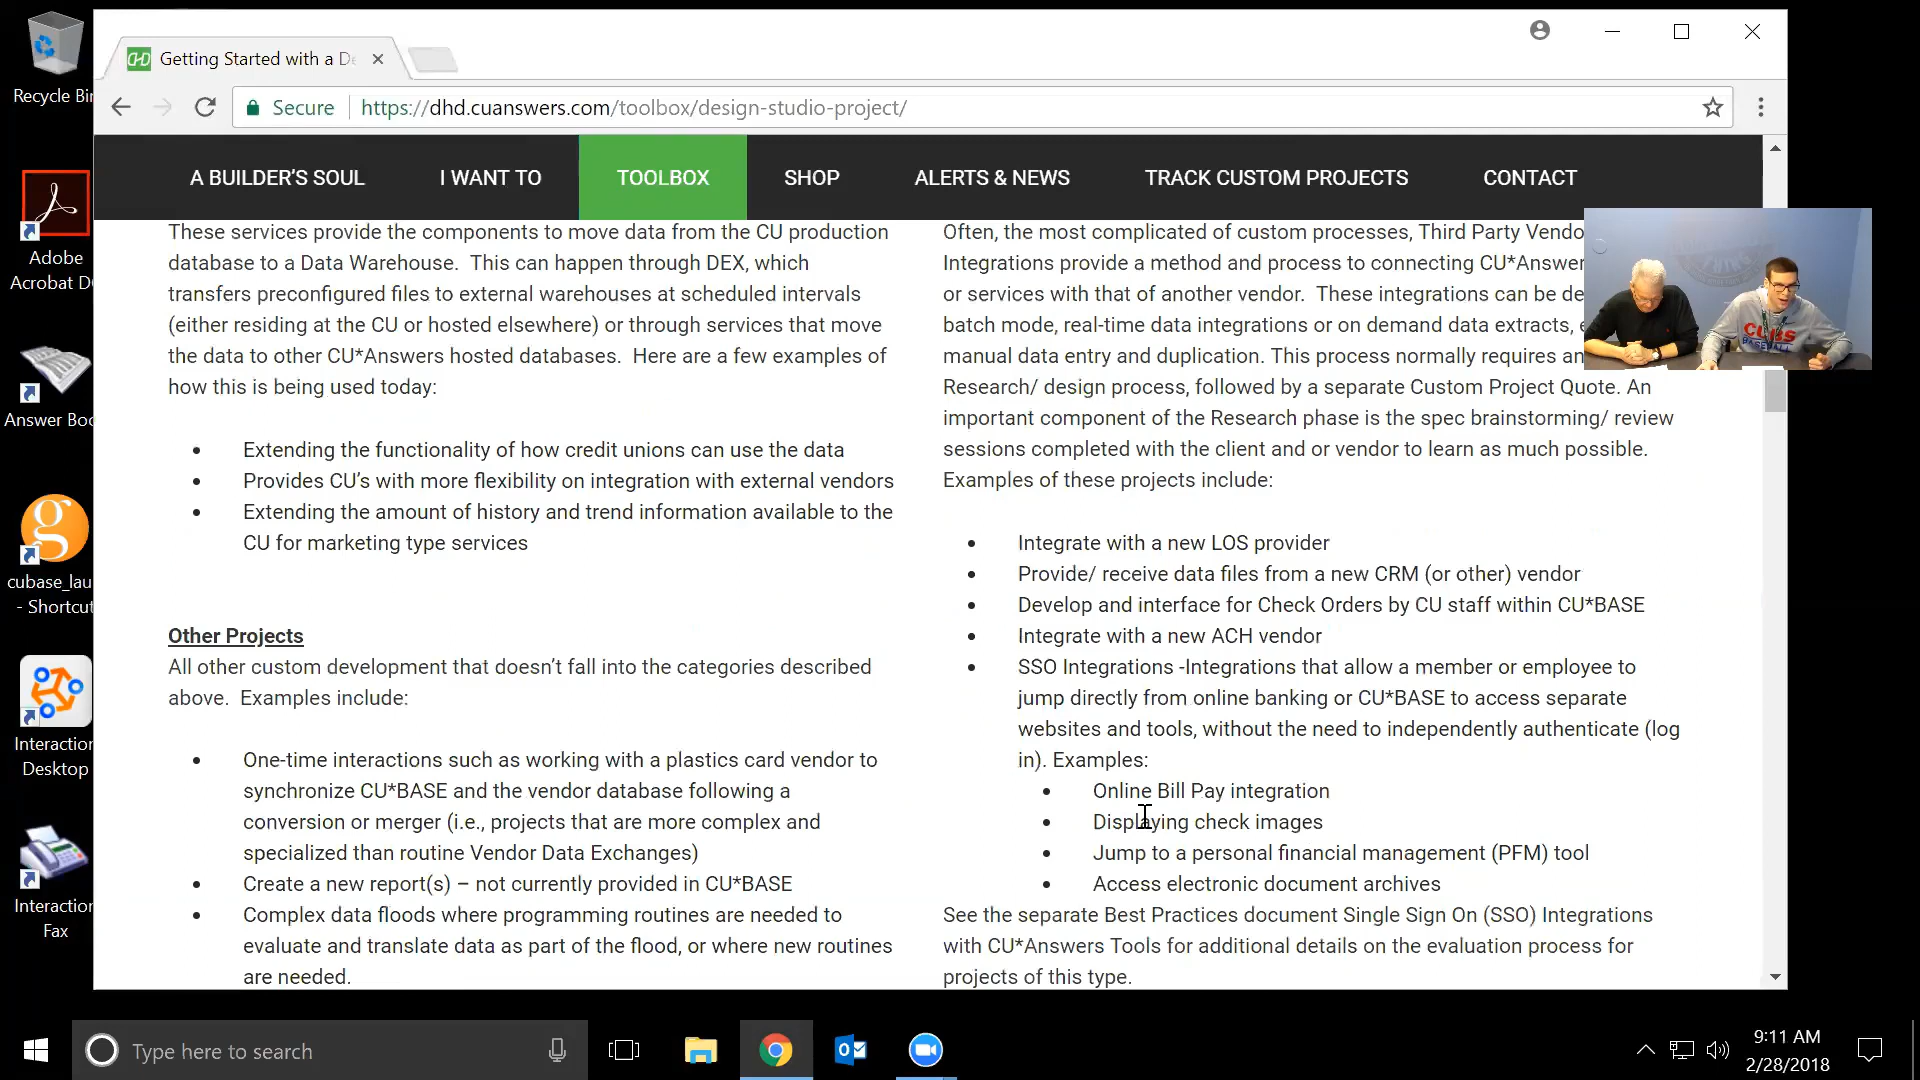 Recycle Bi
Adobe
Acrobat D
Answer Boo
g
cubase_lau
- Shortcut
Interaction
Desktop
Interaction
Fax
Getting Started with a De
Secure
https://dhd.cuanswers.com/toolbox/design-studio-project/
A BUILDER’S SOUL
I WANT TO
TOOLBOX
SHOP
ALERTS & NEWS
TRACK CUSTOM PROJECTS
CONTACT
These services provide the components to move data from the CU production
database to a Data Warehouse. This can happen through DEX, which
transfers preconfigured files to external warehouses at scheduled intervals
(either residing at the CU or hosted elsewhere) or through services that move
the data to other CU*Answers hosted databases. Here are a few examples of
how this is being used today:
Extending the functionality of how credit unions can use the data
Provides CU’s with more flexibility on integration with external vendors
Extending the amount of history and trend information available to the
CU for marketing type services
Other Projects
All other custom development that doesn’t fall into the categories described
above. Examples include:
One-time interactions such as working with a plastics card vendor to
synchronize CU*BASE and the vendor database following a
conversion or merger (i.e., projects that are more complex and
specialized than routine Vendor Data Exchanges)
Create a new report(s) – not currently provided in CU*BASE
Complex data floods where programming routines are needed to
evaluate and translate data as part of the flood, or where new routines
are needed.
Often, the most complicated of custom processes, Third Party Vendo
Integrations provide a method and process to connecting CU*Answer
or services with that of another vendor. These integrations can be de
batch mode, real-time data integrations or on demand data extracts, e
manual data entry and duplication. This process normally requires an
Research/ design process, followed by a separate Custom Project Quote. An
important component of the Research phase is the spec brainstorming/ review
sessions completed with the client and or vendor to learn as much possible.
Examples of these projects include:
Integrate with a new LOS provider
Provide/ receive data files from a new CRM (or other) vendor
Develop and interface for Check Orders by CU staff within CU*BASE
Integrate with a new ACH vendor
SSO Integrations -Integrations that allow a member or employee to
jump directly from online banking or CU*BASE to access separate
websites and tools, without the need to independently authenticate (log
in). Examples:
Online Bill Pay integration
Displaying check images
Jump to a personal financial management (PFM) tool
Access electronic document archives
See the separate Best Practices document Single Sign On (SSO) Integrations
with CU*Answers Tools for additional details on the evaluation process for
projects of this type.
CUBS
BASEBALL
Type here to search
9:11 AM
2/28/2018